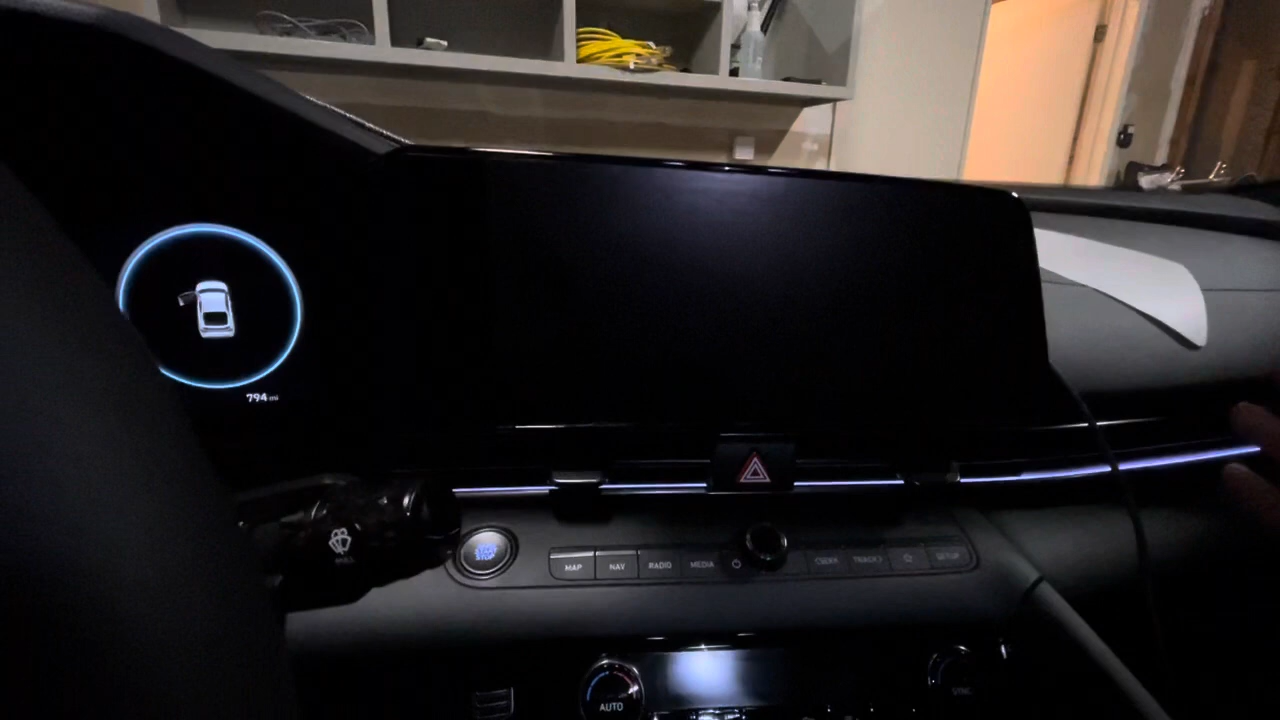 794 mi
START
STOP
MAP
NAV
RADIO
MEDIA
SEEK
TRACK
SETUP
AUTO
SYNC